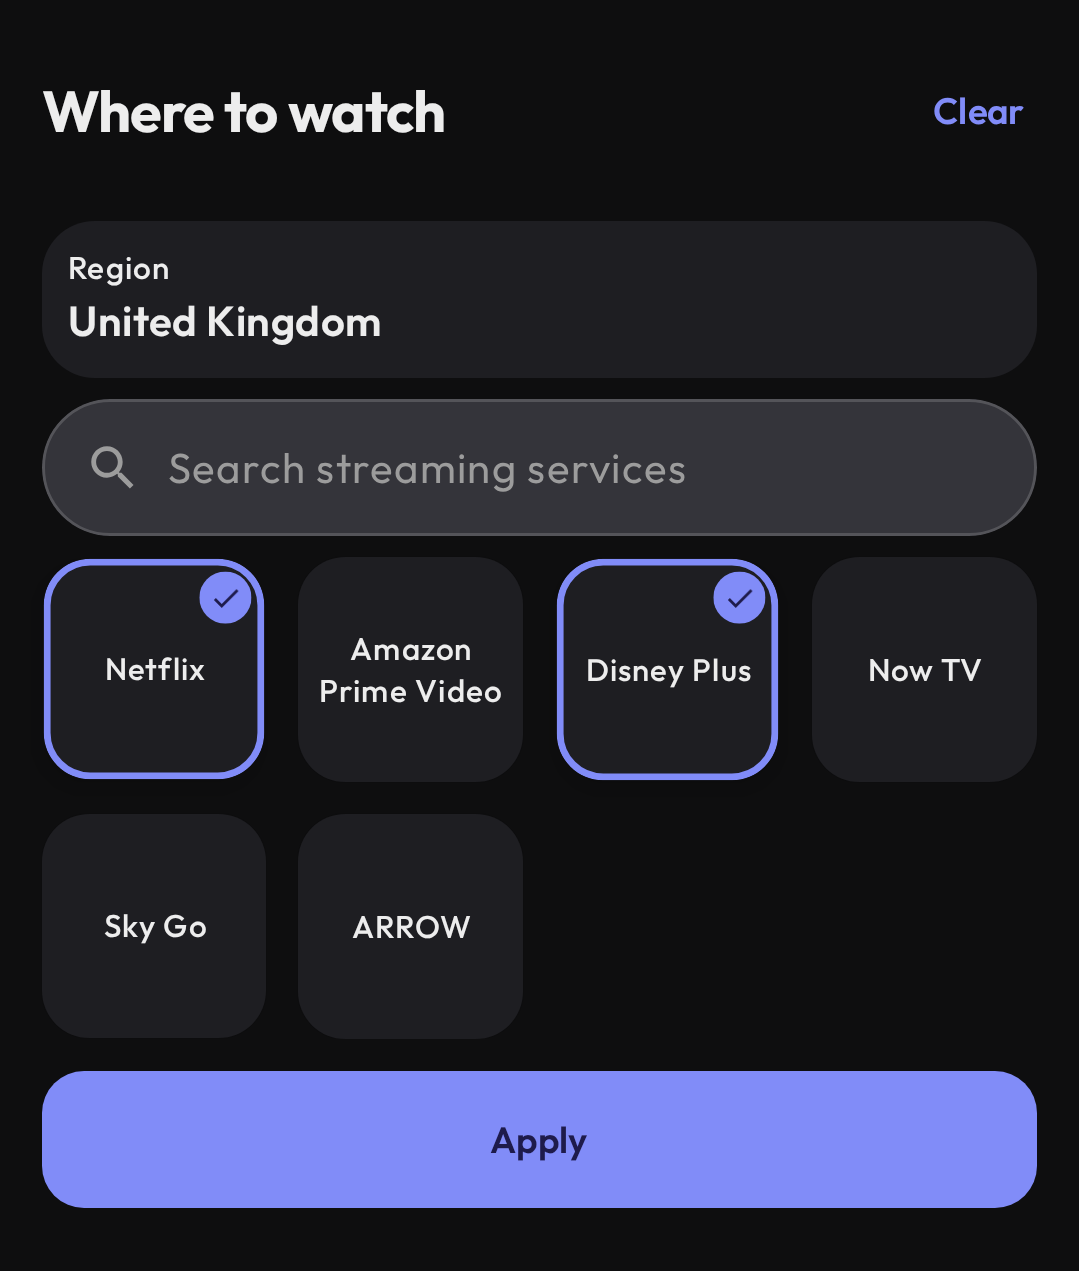 Where to watch
Clear
Region
United Kingdom
Search streaming services
Netflix
Amazon
Prime Video
Disney Plus
Now TV
Sky Go
ARROW
Apply